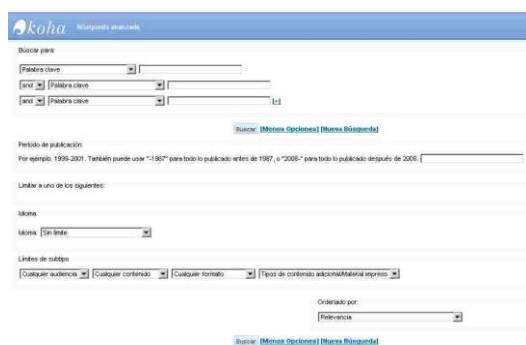 koha Búsqueda avanzada
Búscar para:
Palabra clave
and Palabra clave
and Palabra clave [+]
Buscar [Menos Opciones] [Nueva Búsqueda]
Periodo de publicación
Por ejemplo: 1999-2001. También puede usar "-1987" para todo lo publicado antes de 1987, o "2008-" para todo lo publicado después de 2008.
Limitar a uno de los siguientes:
Idioma
Idioma: Sin límite
Límites de subtipo
Cualquier audiencia Cualquier contenido Cualquier formato Tipos de contenido adicional/Material impreso
Ordenado por:
Relevancia
Buscar [Menos Opciones] [Nueva Búsqueda]